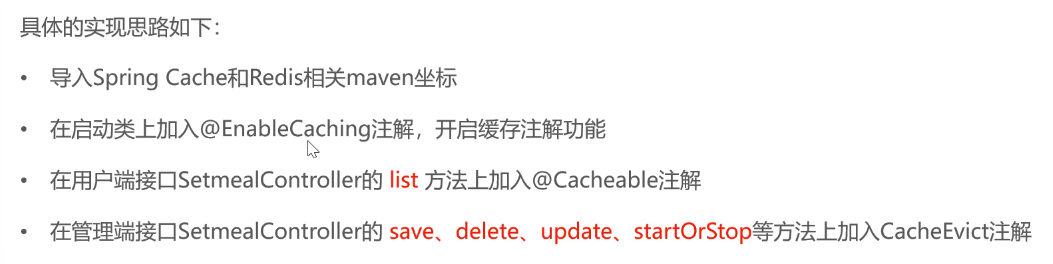 具体的实现思路如下：
• 导入Spring Cache和Redis相关maven坐标
• 在启动类上加入@EnableCaching注解，开启缓存注解功能
• 在用户端接口SetmealController的 list 方法上加入@Cacheable注解
• 在管理端接口SetmealController的 save、delete、update、startOrStop等方法上加入CacheEvict注解